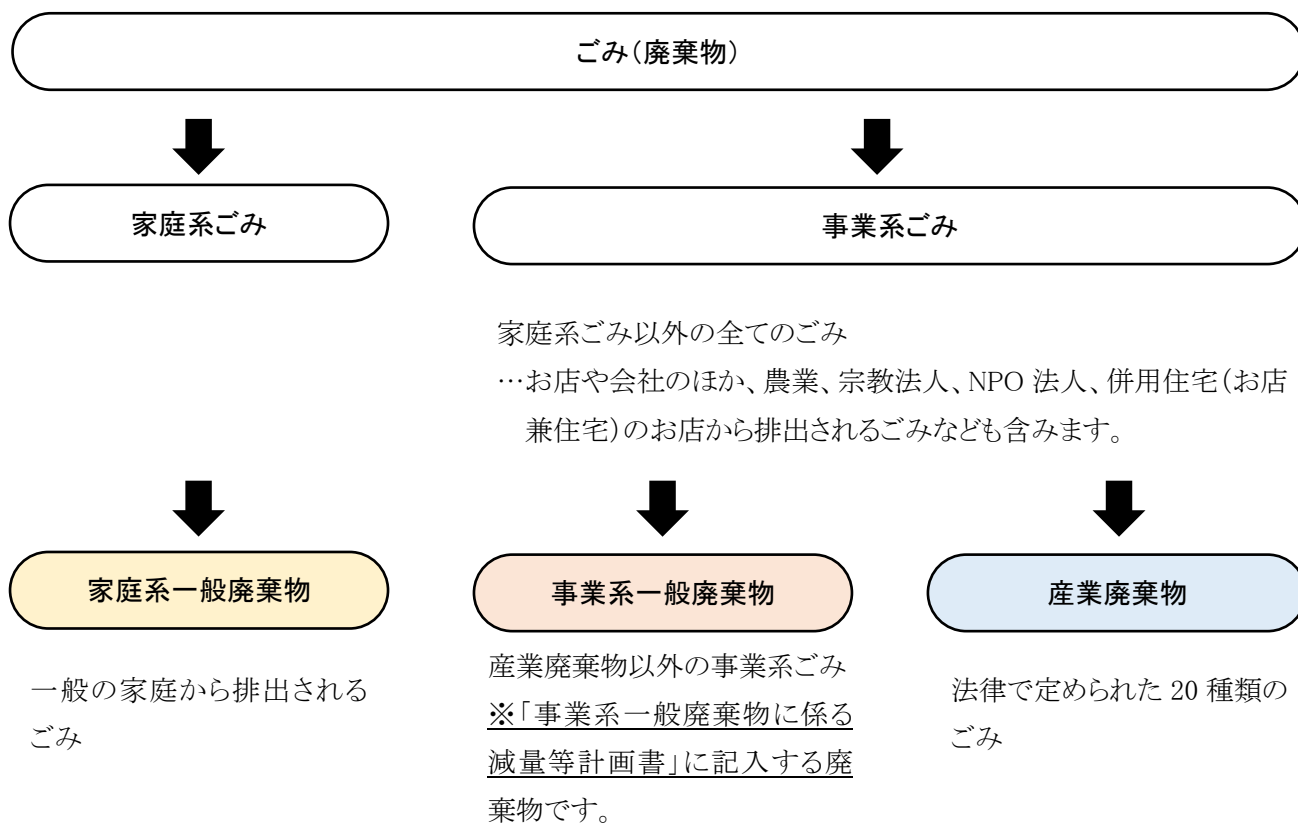 ごみ(廃棄物)
家庭系ごみ
事業系ごみ
家庭系ごみ以外の全てのごみ
…お店や会社のほか、農業、宗教法人、NPO 法人、併用住宅(お店
兼住宅)のお店から排出されるごみなども含みます。
家庭系一般廃棄物
事業系一般廃棄物
産業廃棄物
一般の家庭から排出される
ごみ
産業廃棄物以外の事業系ごみ
※「事業系一般廃棄物に係る
減量等計画書」に記入する廃
棄物です。
法律で定められた 20 種類の
ごみ